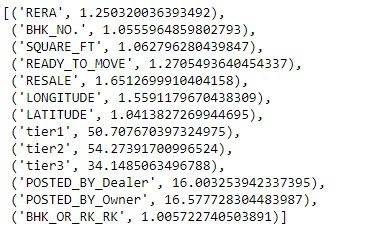 [('RERA', 1.250320036393492),
('BHK_NO.', 1.0555964859802793),
('SQUARE_FT', 1.062796280439847),
('READY_TO_MOVE', 1.2705493640454337),
('RESALE', 1.6512699910404158),
('LONGITUDE', 1.5591179670438309),
('LATITUDE', 1.0413827269944695),
('tier1', 50.707670397324975),
('tier2', 54.27391700996524),
('tier3', 34.1485063496788),
('POSTED_BY_Dealer', 16.003253942337395),
('POSTED_BY_Owner', 16.577728304483987),
('BHK_OR_RK_RK', 1.005722740503891)]